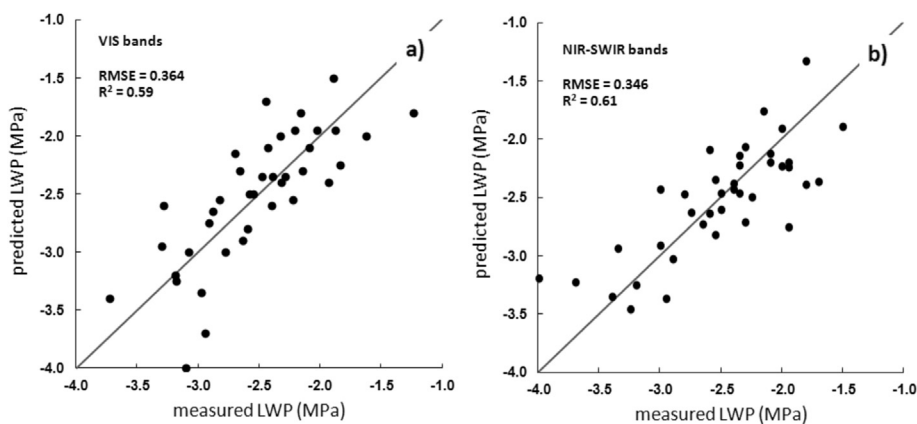 -1.0
-1.5
-2.0
-2.5
-3.0
-3.5
-4.0
predicted LWP (MPa)
VIS bands
a)
RMSE = 0.364
R² = 0.59
-4.0 -3.5 -3.0 -2.5 -2.0 -1.5 -1.0
measured LWP (MPa)
-1.0
-1.5
-2.0
-2.5
-3.0
-3.5
-4.0
predicted LWP (MPa)
NIR-SWIR bands
b)
RMSE = 0.346
R² = 0.61
-4.0 -3.5 -3.0 -2.5 -2.0 -1.5 -1.0
measured LWP (MPa)